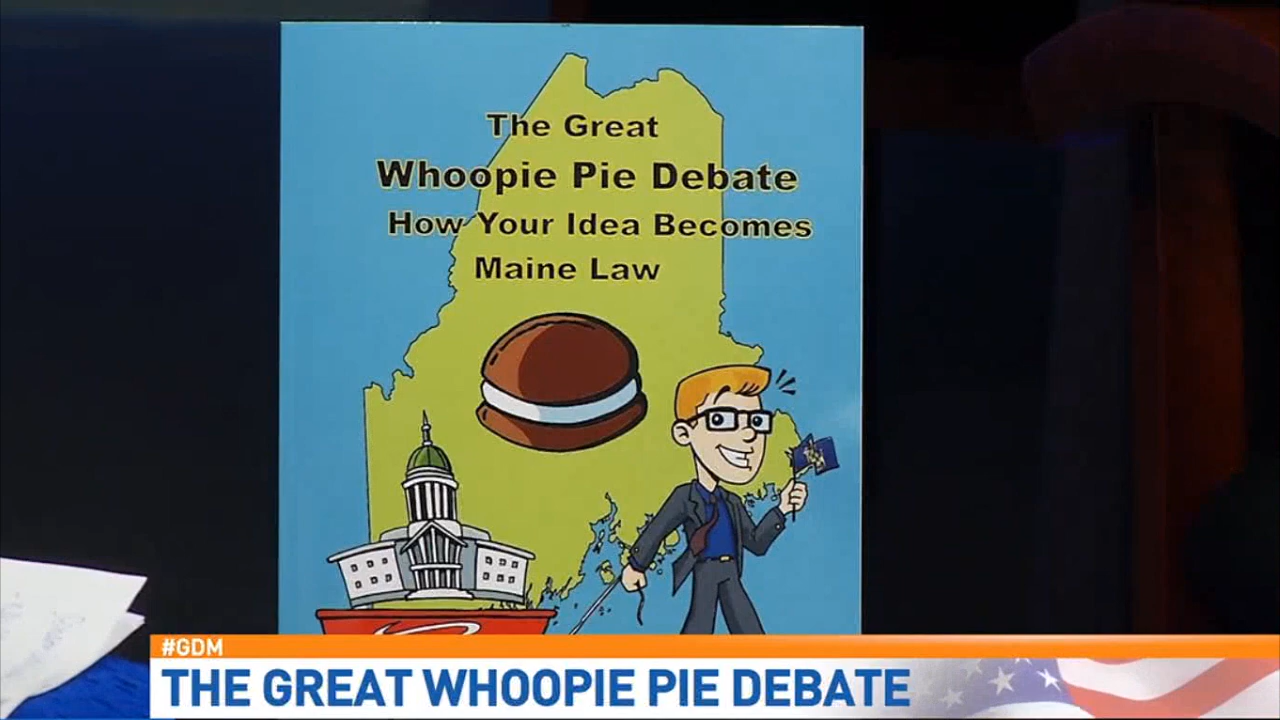 The Great
Whoopie Pie Debate
How Your Idea Becomes
Maine Law
#GDM
THE GREAT WHOOPIE PIE DEBATE